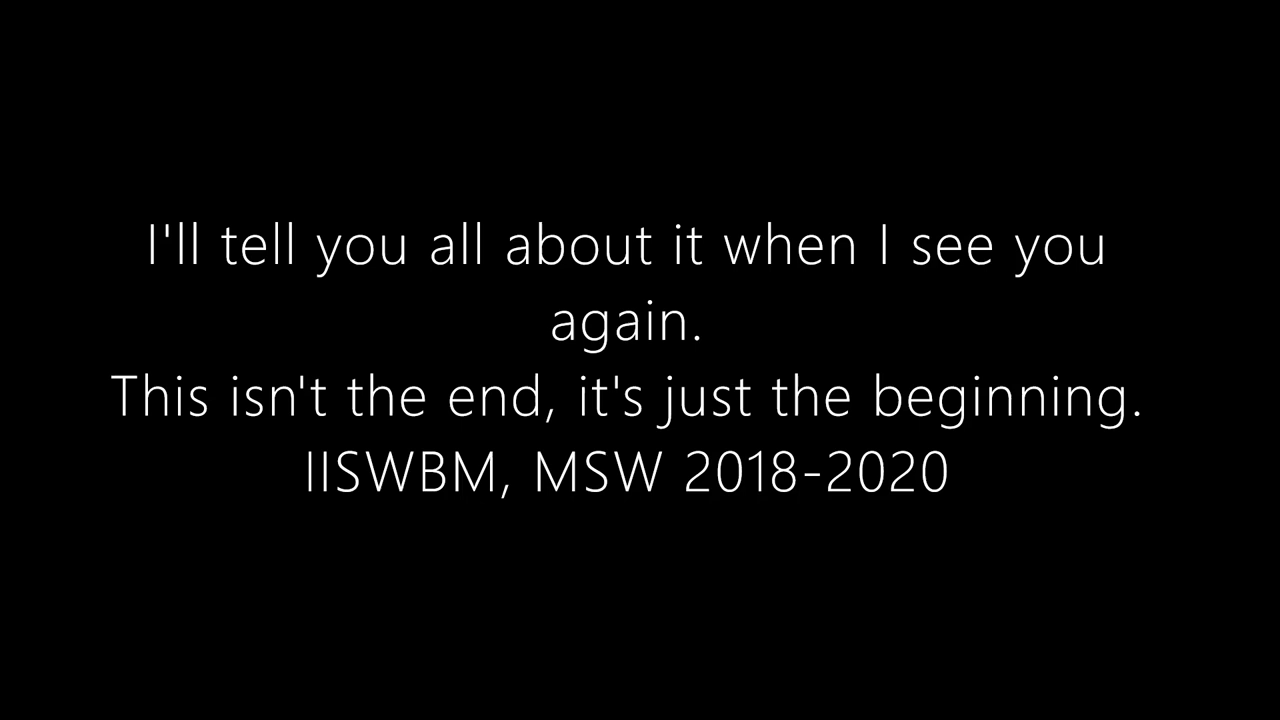 I'll tell you all about it when I see you
again.
This isn't the end, it's just the beginning.
IISWBM, MSW 2018-2020